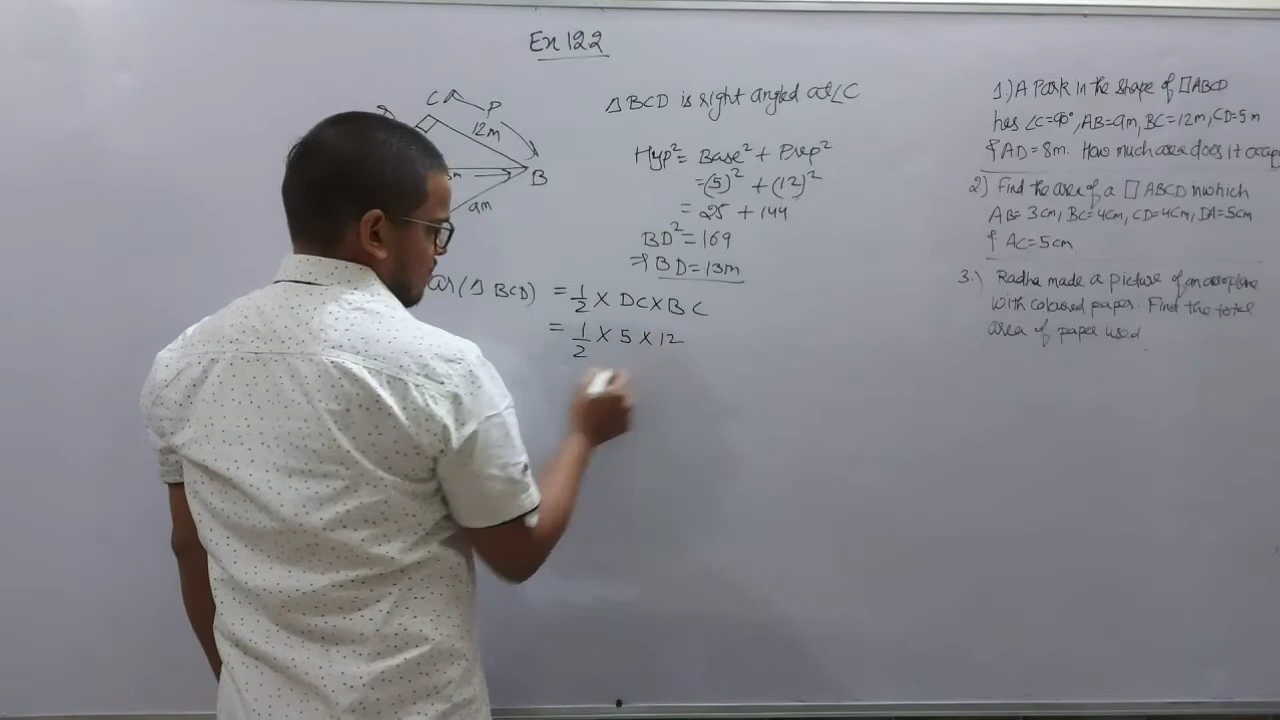 Ex 12.2
C
P
12m
B
9m
△BCD is right angled at ∠C
Hyp² = Base² + Prep²
= (5)² + (12)²
= 25 + 144
BD² = 169
⇒ BD = 13m
ar(△BCD) = 1/2 × DC × BC
= 1/2 × 5 × 12
1.) A Park in the shape of □ABCD
has ∠C=90°, AB=9m, BC=12m, CD=5m
& AD=8m. How much area does it occup
2) Find the area of a □ ABCD in which
AB=3cm, BC=4cm, CD=4cm, DA=5cm
& AC=5cm
3.) Radha made a picture of an aeroplane
with coloured paper. Find the total
area of paper used